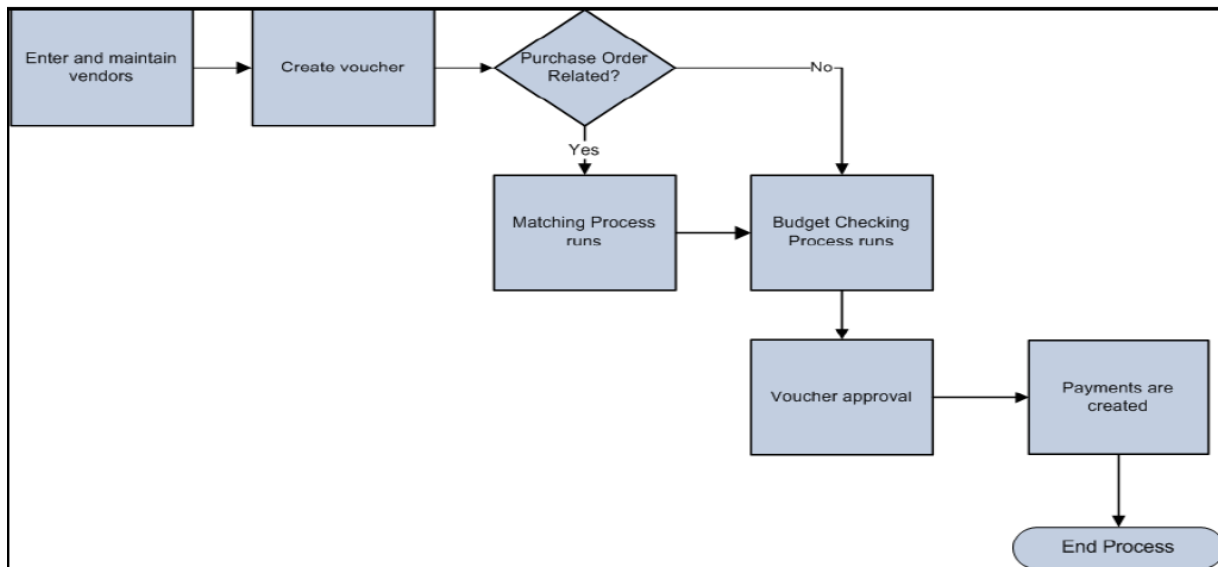 Enter and maintain
vendors
Create voucher
Purchase Order
Related?
No
Yes
Matching Process
runs
Budget Checking
Process runs
Voucher approval
Payments are
created
End Process